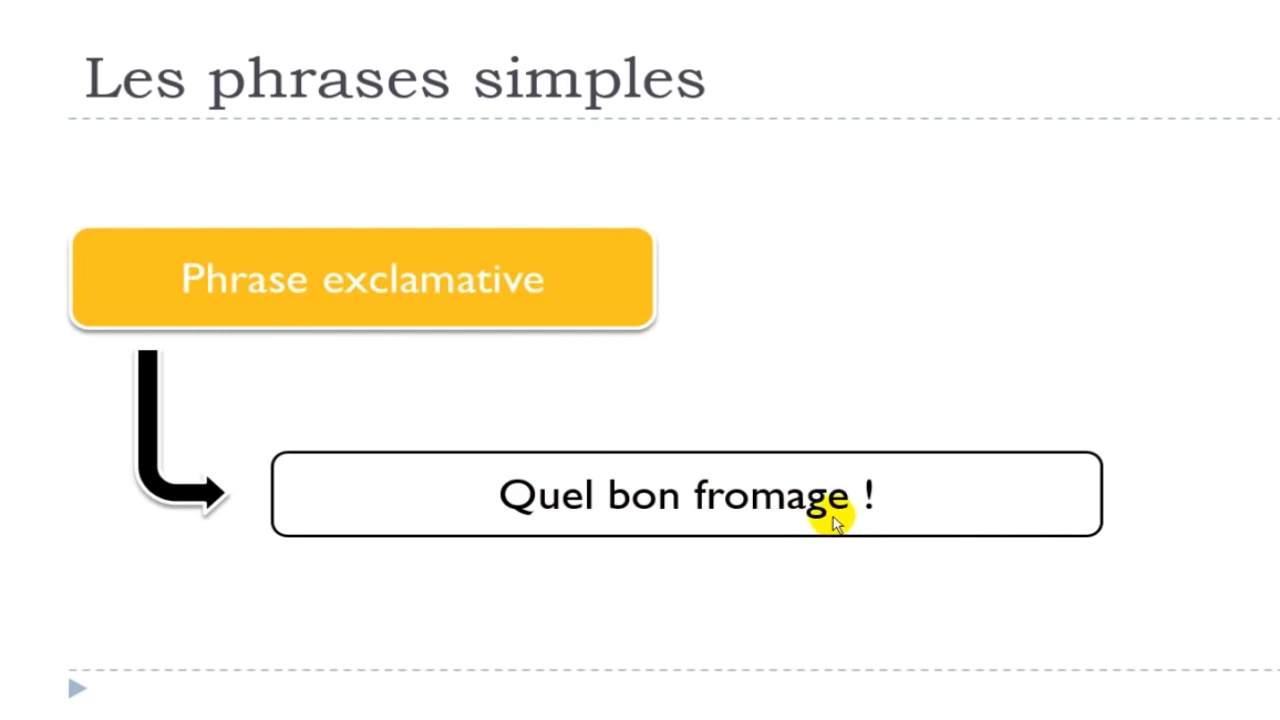 Les phrases simples
Phrase exclamative
Quel bon fromage !